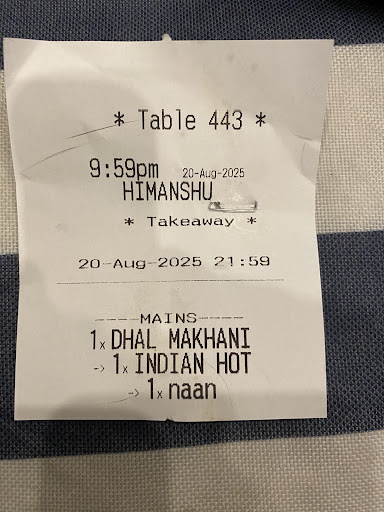 * Table 443 *
9:59pm 20-Aug-2025
HIMANSHU
* Takeaway *
20-Aug-2025 21:59
----MAINS----
1x DHAL MAKHANI
-> 1x INDIAN HOT
-> 1x naan